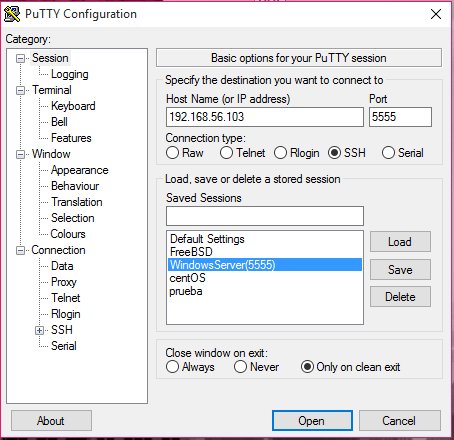 PuTTY Configuration
Category:
Session
Logging
Terminal
Keyboard
Bell
Features
Window
Appearance
Behaviour
Translation
Selection
Colours
Connection
Data
Proxy
Telnet
Rlogin
SSH
Serial
Basic options for your PuTTY session
Specify the destination you want to connect to
Host Name (or IP address) Port
192.168.56.103 5555
Connection type:
Raw Telnet Rlogin SSH Serial
Load, save or delete a stored session
Saved Sessions
Default Settings
FreeBSD
WindowsServer(5555)
centOS
prueba
Load
Save
Delete
Close window on exit:
Always Never Only on clean exit
About Open Cancel